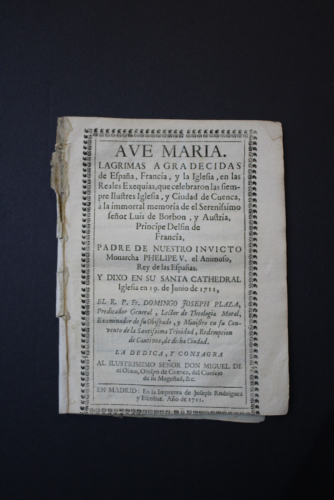 AVE MARIA.
LAGRIMAS AGRADECIDAS
de España, Francia, y la Iglesia, en las
Reales Exequias, que celebraron las siem-
pre Ilustres Iglesia, y Ciudad de Cuenca,
à la immortal memoria de el Serenissimo
señor Luis de Borbon, y Austria,
Principe Delfin de
Francia,
PADRE DE NUESTRO INVICTO
Monarcha PHELIPE V. el Animoso,
Rey de las Españas.
Y DIXO EN SU SANTA CATHEDRAL
Iglesia en 19. de Junio de 1711,
EL R. P. Fr. DOMINGO JOSEPH PLAZA,
Predicador General, Lector de Theologia Moral,
Examinador de su Obispado, y Ministro en su Con-
vento de la Santissima Trinidad, Redempcion
de Cautivos, de dicha Ciudad.
LA DEDICA, Y CONSAGRA
AL ILUSTRISSIMO SEÑOR DON MIGUEL DE
el Olmo, Obispo de Cuenca, del Consejo
de su Magestad, &c.
EN MADRID: En la Imprenta de Joseph Rodriguez
y Escobar. Año de 1711.